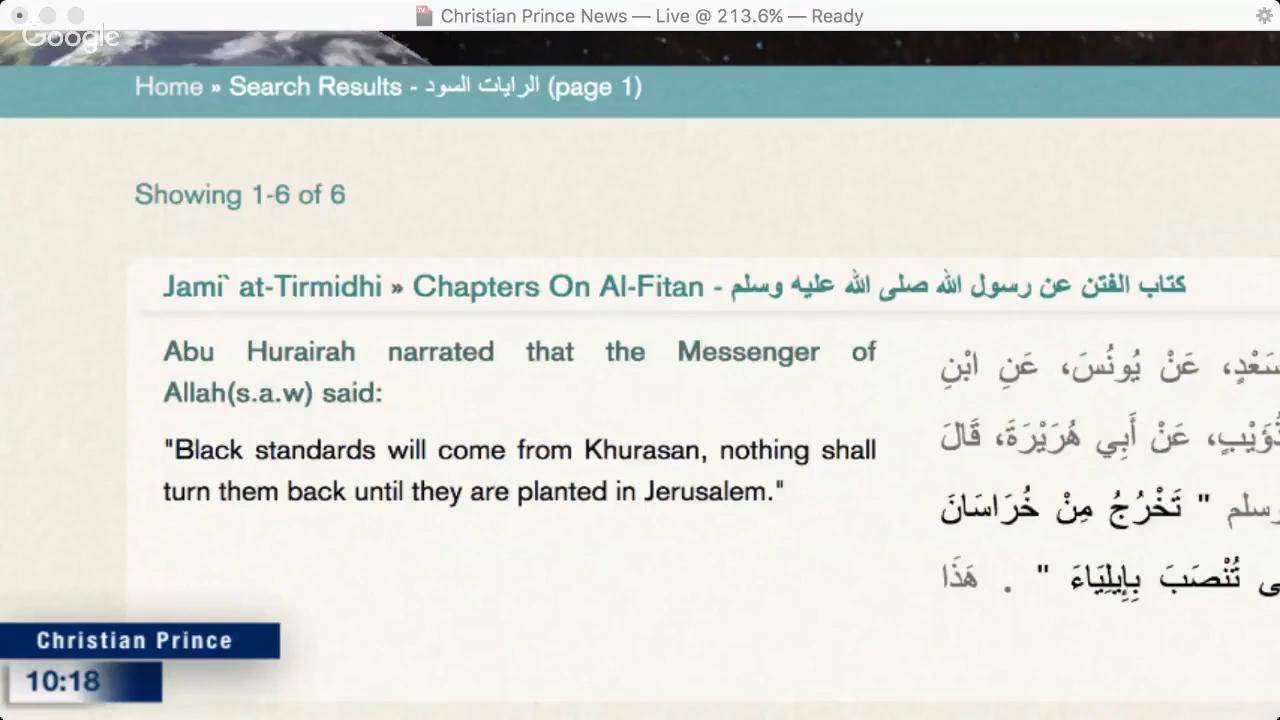 Christian Prince News — Live @ 213.6% — Ready
Google
Home » Search Results - الرايات السود (page 1)
Showing 1-6 of 6
Jami` at-Tirmidhi » Chapters On Al-Fitan - كتاب الفتن عن رسول الله صلى الله عليه وسلم
Abu Hurairah narrated that the Messenger of
Allah(s.a.w) said:
"Black standards will come from Khurasan, nothing shall
turn them back until they are planted in Jerusalem."
سَعْدٍ، عَنْ يُونُسَ، عَنِ ابْنِ
ذُؤَيْبٍ، عَنْ أَبِي هُرَيْرَةَ، قَالَ
وسلم " تَخْرُجُ مِنْ خُرَاسَانَ
تُنْصَبَ بِإِيلِيَاءَ " . هَذَا
Christian Prince
10:18